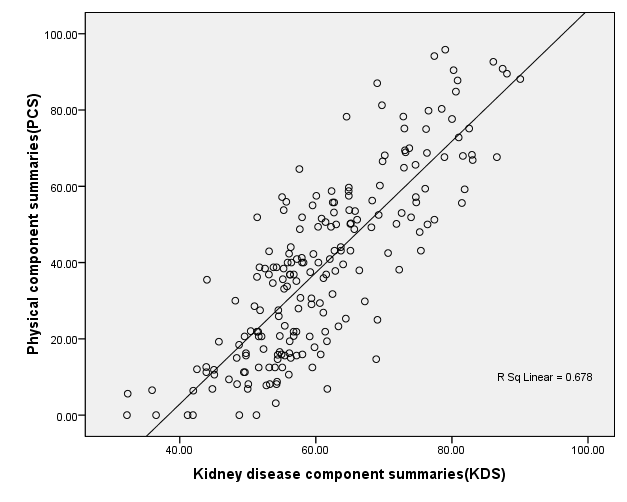 Physical component summaries(PCS)
100.00
80.00
60.00
40.00
20.00
0.00
R Sq Linear = 0.678
40.00 60.00 80.00 100.00
Kidney disease component summaries(KDS)